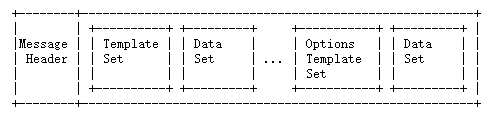 Message Header
Template Set
Data Set
...
Options Template Set
Data Set